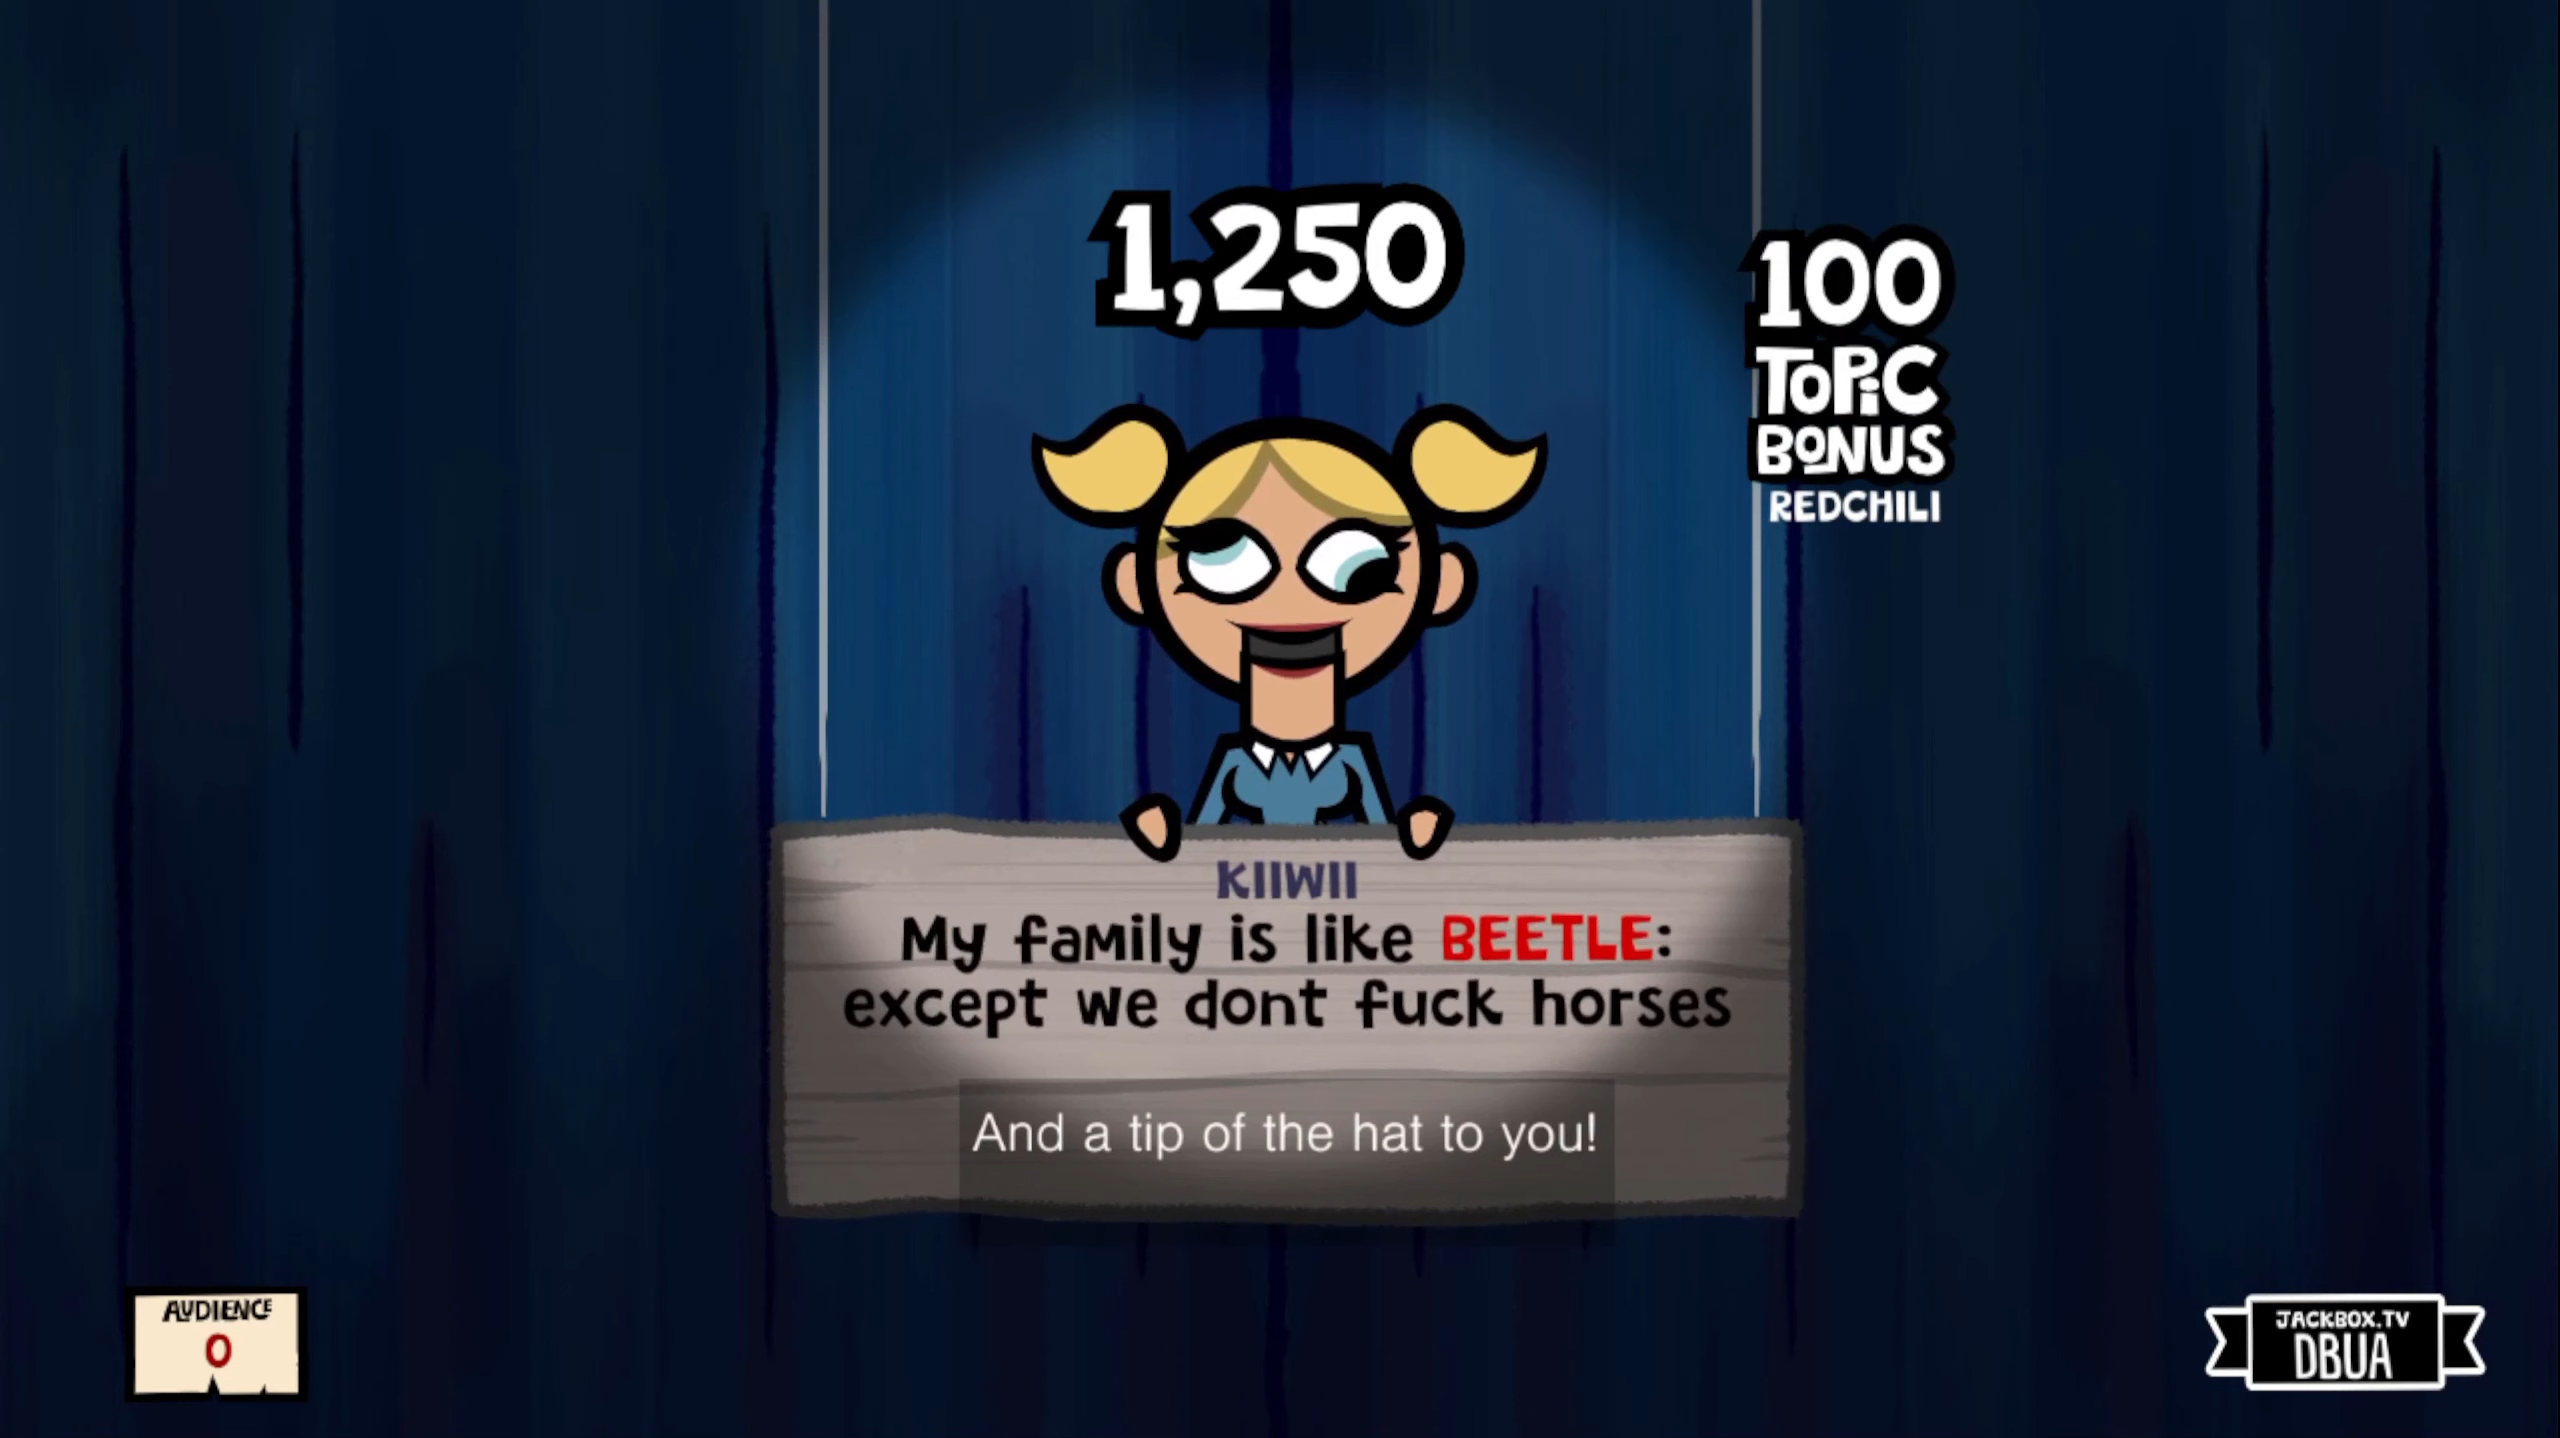 1,250
100
TOPIC
BONUS
REDCHILI
KIIWII
My family is like BEETLE:
except we dont fuck horses
And a tip of the hat to you!
AUDIENCE
0
JACKBOX.TV
DBUA